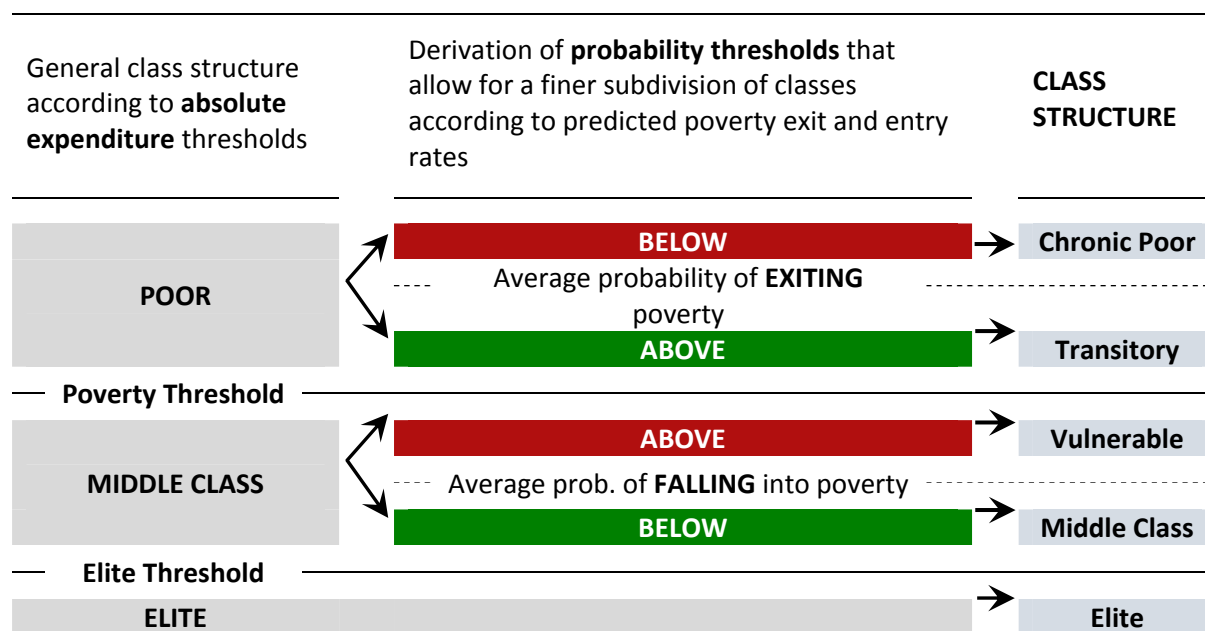 General class structure
according to absolute
expenditure thresholds
Derivation of probability thresholds that
allow for a finer subdivision of classes
according to predicted poverty exit and entry
rates
CLASS
STRUCTURE
POOR
BELOW
Average probability of EXITING
poverty
ABOVE
Chronic Poor
Transitory
Poverty Threshold
MIDDLE CLASS
ABOVE
Average prob. of FALLING into poverty
BELOW
Vulnerable
Middle Class
Elite Threshold
ELITE
Elite